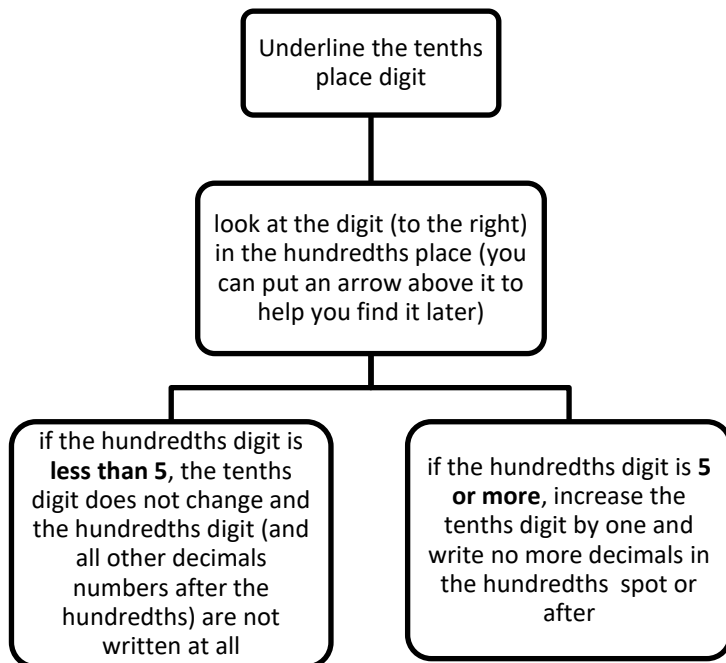 Underline the tenths
place digit
look at the digit (to the right)
in the hundredths place (you
can put an arrow above it to
help you find it later)
if the hundredths digit is
less than 5, the tenths
digit does not change and
the hundredths digit (and
all other decimals
numbers after the
hundredths) are not
written at all
if the hundredths digit is 5
or more, increase the
tenths digit by one and
write no more decimals in
the hundredths spot or
after